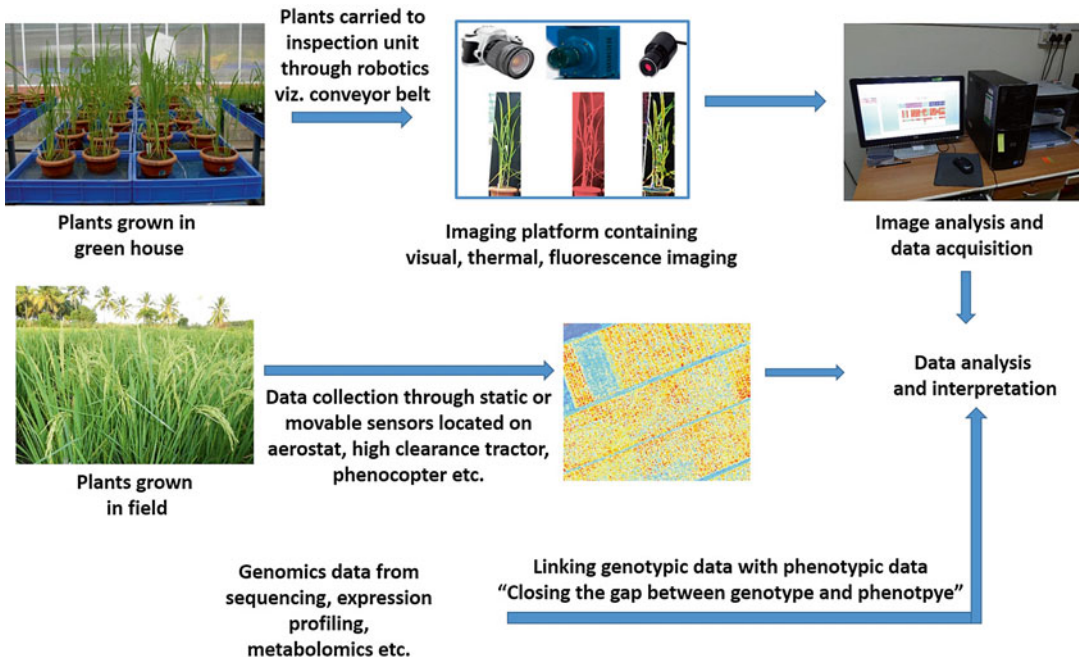 Plants carried to
inspection unit
through robotics
viz. conveyor belt
Plants grown in
green house
Imaging platform containing
visual, thermal, fluorescence imaging
Image analysis and
data acquisition
Data collection through static or
movable sensors located on
aerostat, high clearance tractor,
phenocopter etc.
Plants grown
in field
Data analysis
and interpretation
Genomics data from
sequencing, expression
profiling,
metabolomics etc.
Linking genotypic data with phenotypic data
“Closing the gap between genotype and phenotpye”